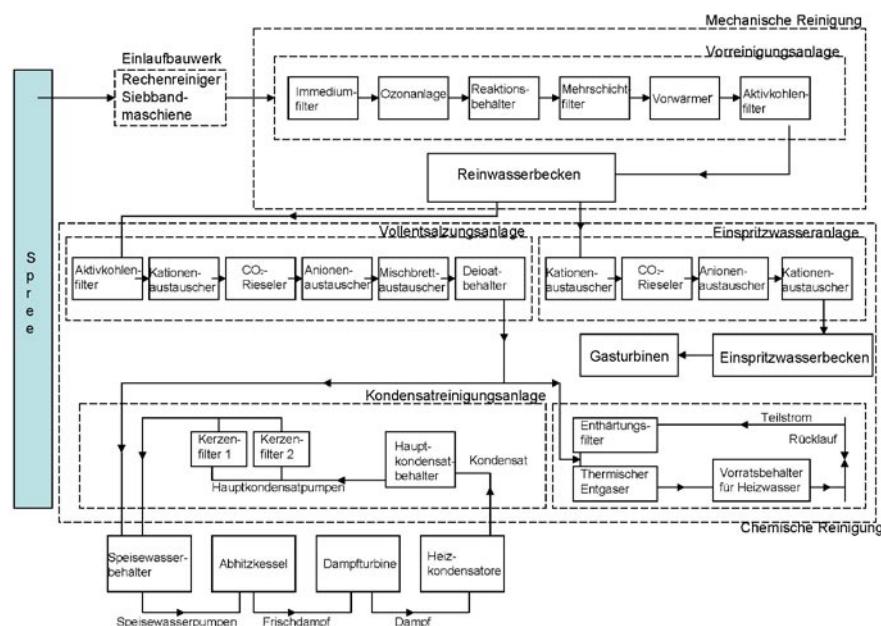 Mechanische Reinigung
Vorreinigungsanlage
Einlaufbauwerk
Rechenreiniger
Siebband-
maschiene
Immedium-
filter
Ozonanlage
Reaktions-
behälter
Mehrschicht-
filter
Vorwärmer
Aktivkohlen-
filter
Reinwasserbecken
Spree
Vollentsalzungsanlage
Einspritzwasseranlage
Aktivkohlen-
filter
Kationen-
austauscher
CO₂-
Rieseler
Anionen-
austauscher
Mischbrett-
austauscher
Deioat-
behälter
Kationen-
austauscher
CO₂-
Rieseler
Anionen-
austauscher
Kationen-
austauscher
Gasturbinen
Einspritzwasserbecken
Kondensatreinigungsanlage
Kerzen-
filter 1
Kerzen-
filter 2
Haupt-
kondensat-
behälter
Kondensat
Hauptkondensatpumpen
Enthärtungs-
filter
Teilstrom
Rücklauf
Thermischer
Entgaser
Vorratsbehälter
für Heizwasser
Chemische Reinigung
Speisewasser-
behälter
Abhitzkessel
Dampfturbine
Heiz-
kondensatore
Speisewasserpumpen
Frischdampf
Dampf